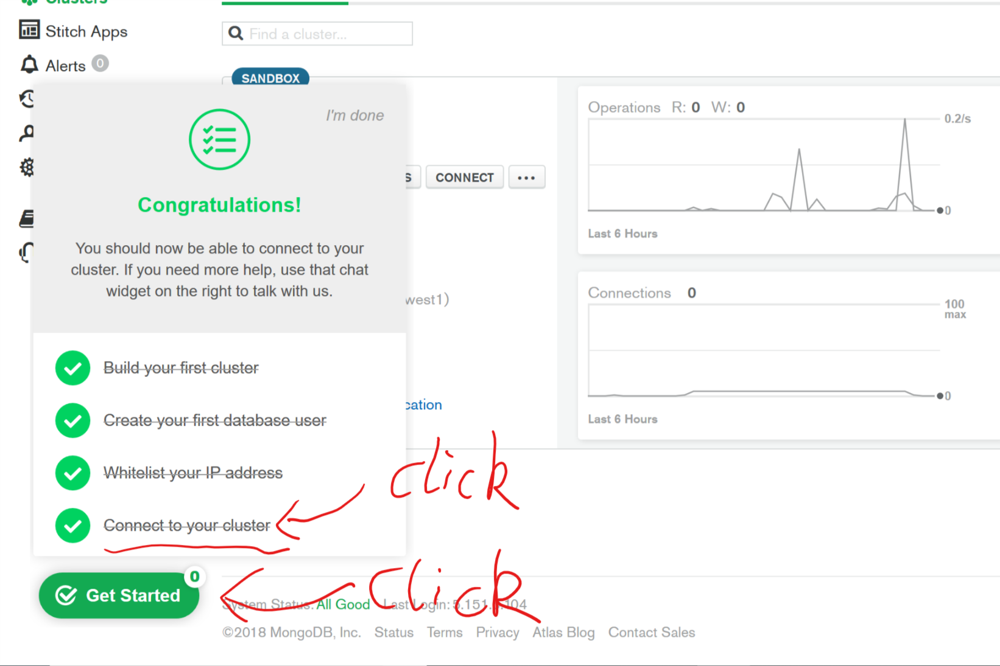 Clusters
Stitch Apps
Find a cluster...
Alerts 0
SANDBOX
I'm done
Operations R: 0 W: 0
0.2/s
0
Last 6 Hours
S CONNECT ...
Congratulations!
You should now be able to connect to your
cluster. If you need more help, use that chat
widget on the right to talk with us.
west1)
Connections 0
100
max
0
Last 6 Hours
Build your first cluster
cation
Create your first database user
Whitelist your IP address
click
Connect to your cluster
click
0
Get Started
System Status: All Good Last Login: 104
©2018 MongoDB, Inc. Status Terms Privacy Atlas Blog Contact Sales